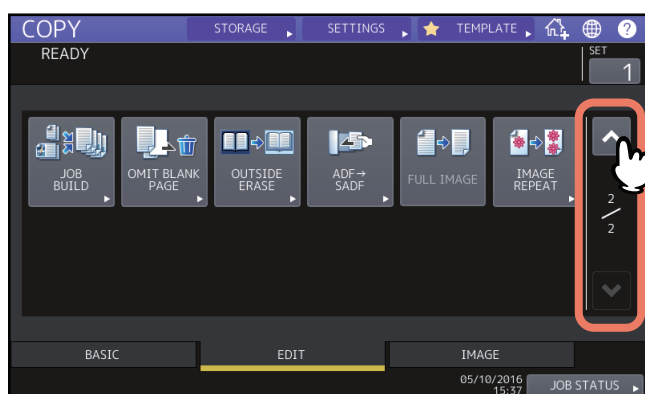 COPY
STORAGE
SETTINGS
TEMPLATE
?
READY
SET
1
JOB
BUILD
OMIT BLANK
PAGE
OUTSIDE
ERASE
ADF→
SADF
FULL IMAGE
IMAGE
REPEAT
2
2
BASIC
EDIT
IMAGE
05/10/2016
15:37
JOB STATUS